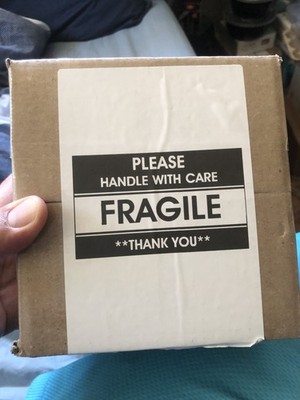 PLEASE
HANDLE WITH CARE
FRAGILE
**THANK YOU**